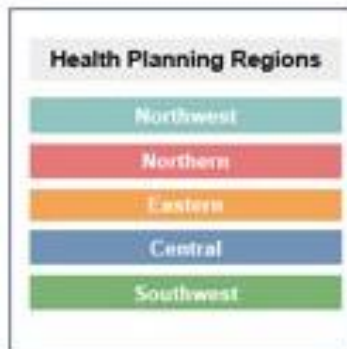 Health Planning Regions
Northwest
Northern
Eastern
Central
Southwest